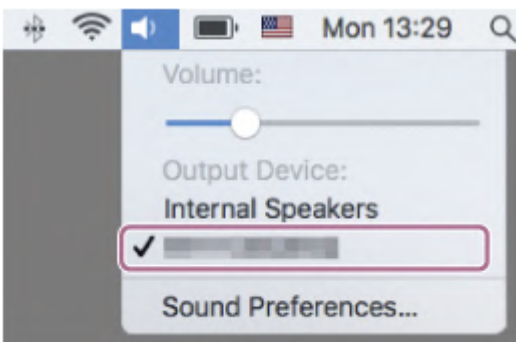 Mon 13:29
Volume:
Output Device:
Internal Speakers
Sound Preferences...